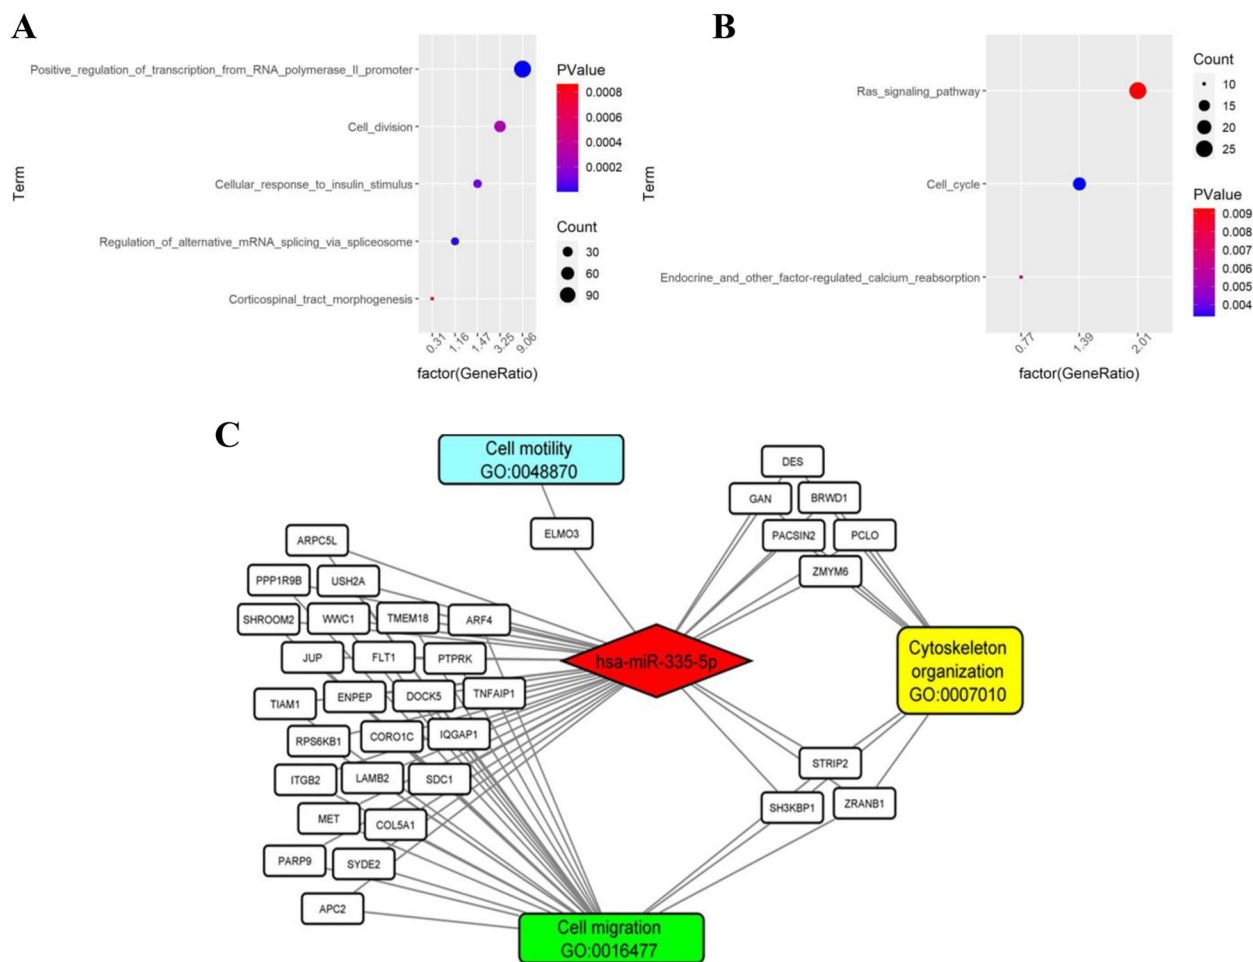 A
Positive_regulation_of_transcription_from_RNA_polymerase_II_promoter
Cell_division
Cellular_response_to_insulin_stimulus
Regulation_of_alternative_mRNA_splicing_via_spliceosome
Corticospinal_tract_morphogenesis
Term
0.31
1.16
1.47
3.25
9.06
factor(GeneRatio)
PValue
0.0008
0.0006
0.0004
0.0002
Count
30
60
90
B
Ras_signaling_pathway
Cell_cycle
Endocrine_and_other_factor-regulated_calcium_reabsorption
Term
0.77
1.39
2.01
factor(GeneRatio)
Count
10
15
20
25
PValue
0.009
0.008
0.007
0.006
0.005
0.004
C
Cell motility
GO:0048870
ELMO3
DES
GAN
BRWD1
PACSIN2
PCLO
ZMYM6
ARPC5L
PPP1R9B
USH2A
SHROOM2
WWC1
TMEM18
ARF4
JUP
FLT1
PTPRK
TIAM1
ENPEP
DOCK5
TNFAIP1
RPS6KB1
CORO1C
IQGAP1
ITGB2
LAMB2
SDC1
MET
COL5A1
PARP9
SYDE2
APC2
hsa-miR-335-5p
Cytoskeleton
organization
GO:0007010
STRIP2
SH3KBP1
ZRANB1
Cell migration
GO:0016477